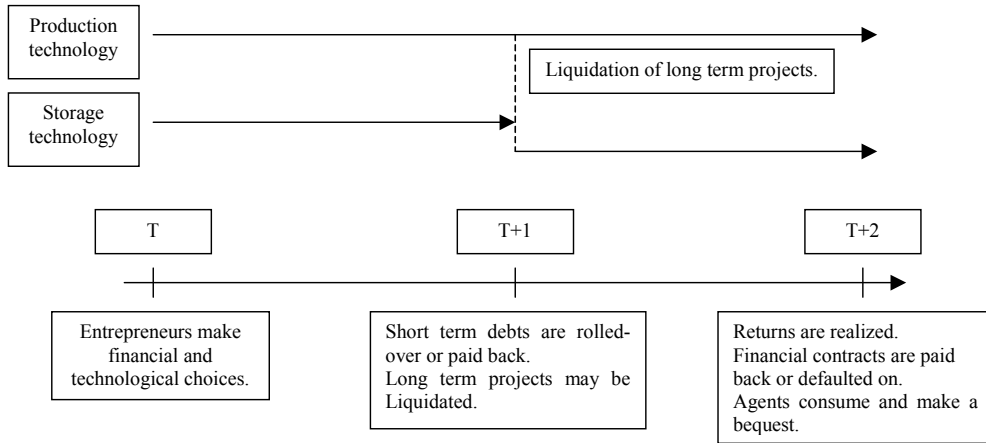 Production
technology
Liquidation of long term projects.
Storage
technology
T
T+1
T+2
Entrepreneurs make
financial and
technological choices.
Short term debts are rolled-
over or paid back.
Long term projects may be
Liquidated.
Returns are realized.
Financial contracts are paid
back or defaulted on.
Agents consume and make a
bequest.